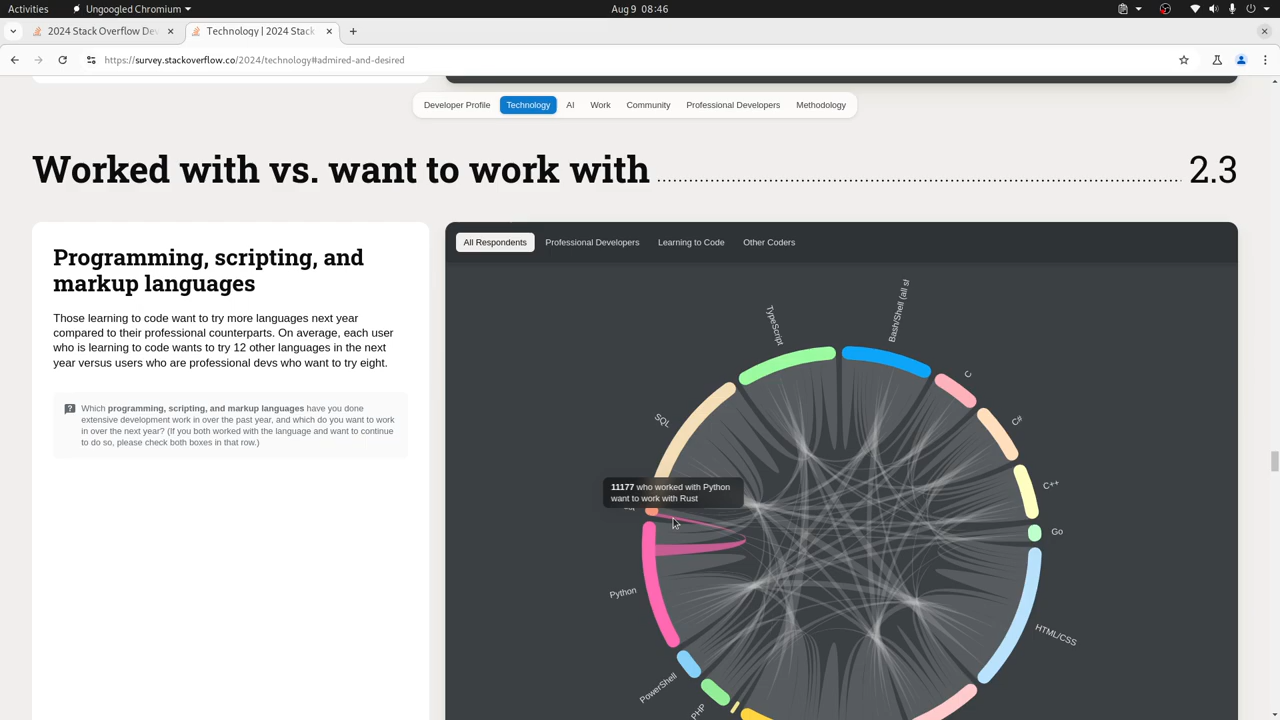 Activities
Ungoogled Chromium
Aug 9 08:46
2024 Stack Overflow Dev
Technology | 2024 Stack
https://survey.stackoverflow.co/2024/technology#admired-and-desired
Developer Profile
Technology
AI
Work
Community
Professional Developers
Methodology
Worked with vs. want to work with
2.3
Programming, scripting, and
markup languages
Those learning to code want to try more languages next year
compared to their professional counterparts. On average, each user
who is learning to code wants to try 12 other languages in the next
year versus users who are professional devs who want to try eight.
Which programming, scripting, and markup languages have you done
extensive development work in over the past year, and which do you want to work
in over the next year? (If you both worked with the language and want to continue
to do so, please check both boxes in that row.)
All Respondents
Professional Developers
Learning to Code
Other Coders
TypeScript
Bash/Shell (all sl
C
C#
C++
Go
HTML/CSS
SQL
11177 who worked with Python
want to work with Rust
Python
PowerShell
PHP